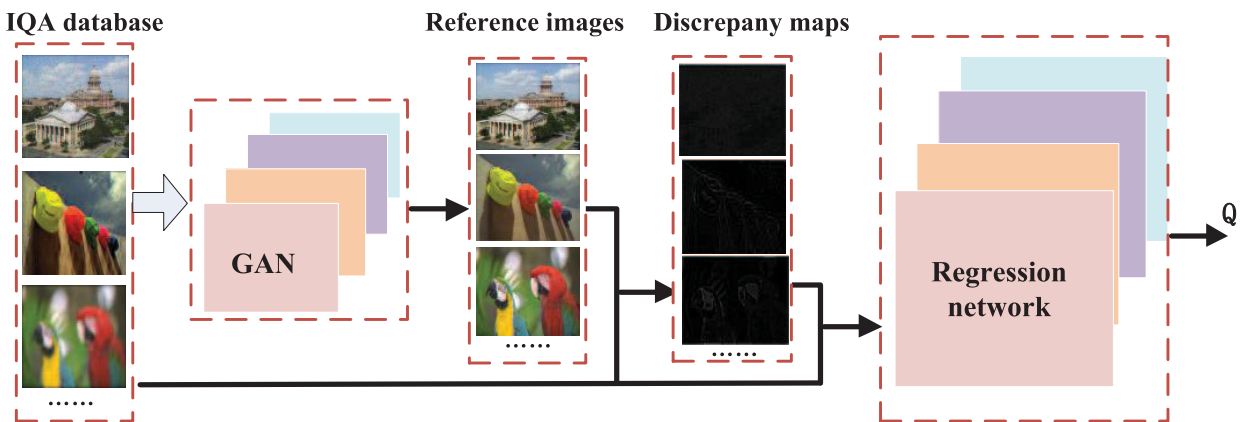 IQA database
Reference images
Discrepany maps
GAN
Regression
network
Q
......
......
......